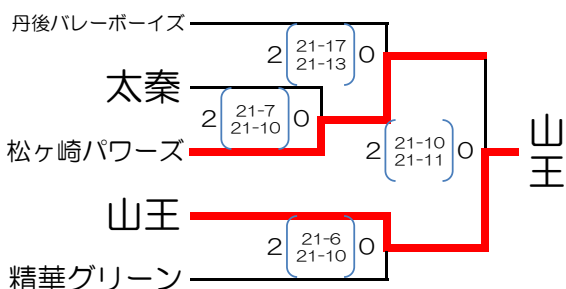 丹後バレーボーイズ
2 21-17 0
21-13
太秦
2 21-7 0
21-10
松ヶ崎パワーズ
2 21-10 0
21-11
山王
山王
2 21-6 0
21-10
精華グリーン